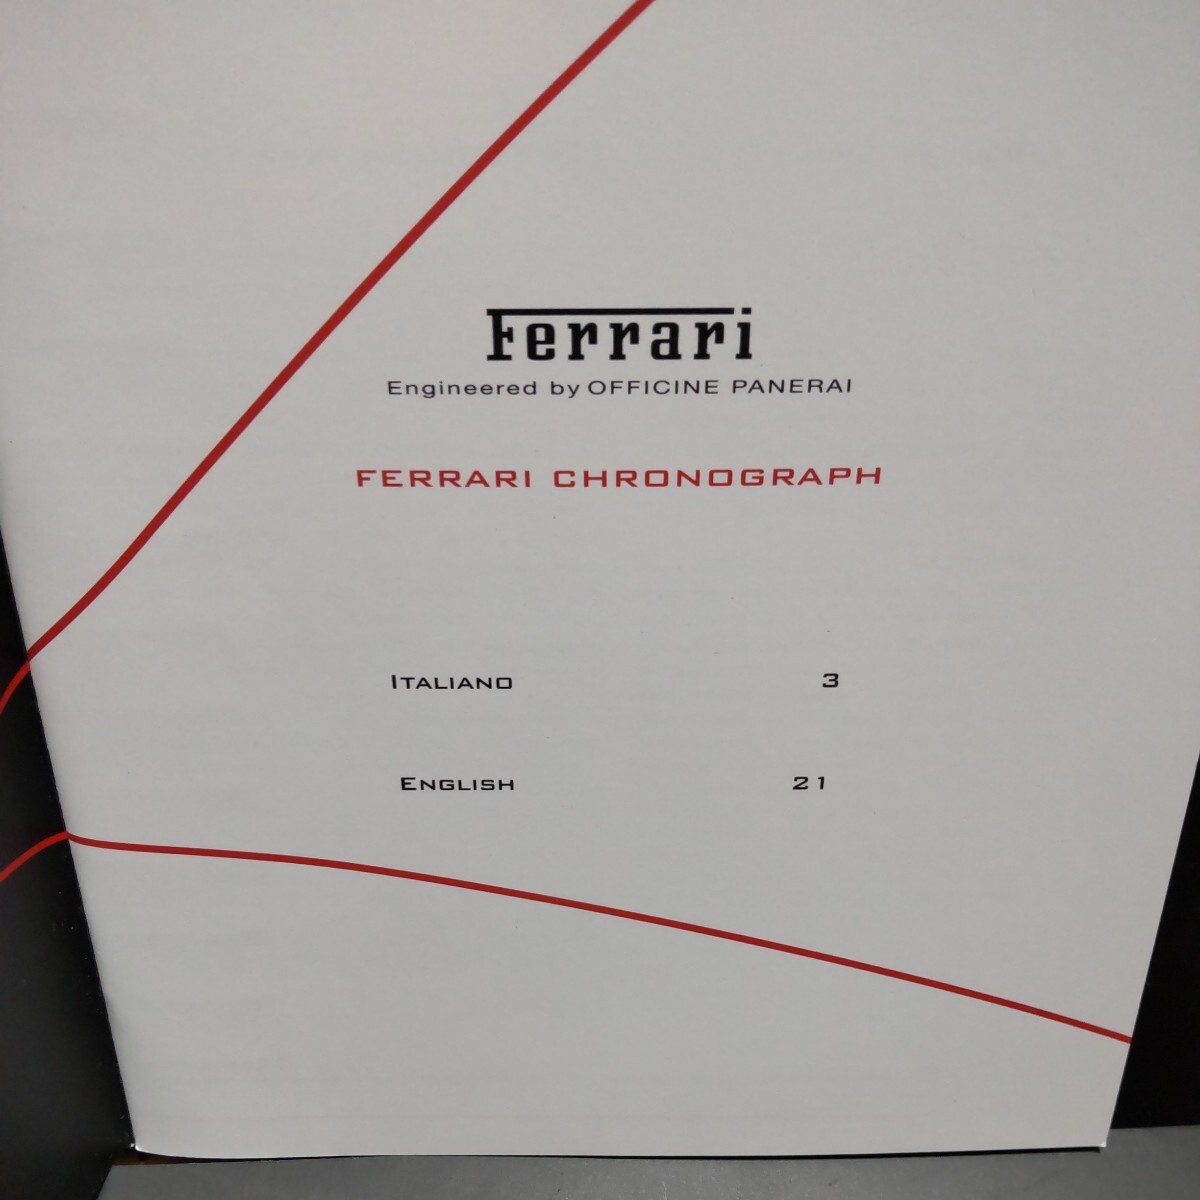 Ferrari
Engineered by OFFICINE PANERAI
FERRARI CHRONOGRAPH
ITALIANO 3
ENGLISH 21